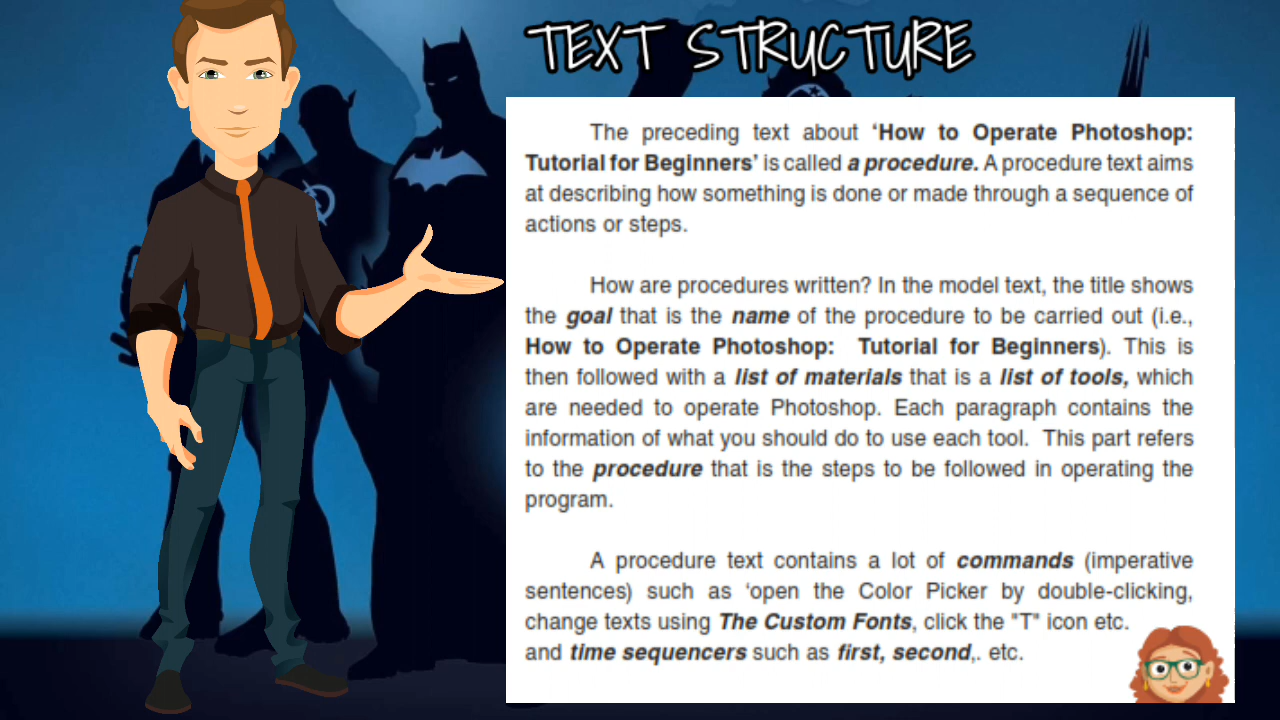 TEXT STRUCTURE
The preceding text about ‘How to Operate Photoshop:
Tutorial for Beginners’ is called a procedure. A procedure text aims
at describing how something is done or made through a sequence of
actions or steps.
How are procedures written? In the model text, the title shows
the goal that is the name of the procedure to be carried out (i.e.,
How to Operate Photoshop:  Tutorial for Beginners). This is
then followed with a list of materials that is a list of tools, which
are needed to operate Photoshop. Each paragraph contains the
information of what you should do to use each tool.  This part refers
to the procedure that is the steps to be followed in operating the
program.
A procedure text contains a lot of commands (imperative
sentences) such as ‘open the Color Picker by double-clicking,
change texts using The Custom Fonts, click the "T" icon etc.
and time sequencers such as first, second,. etc.